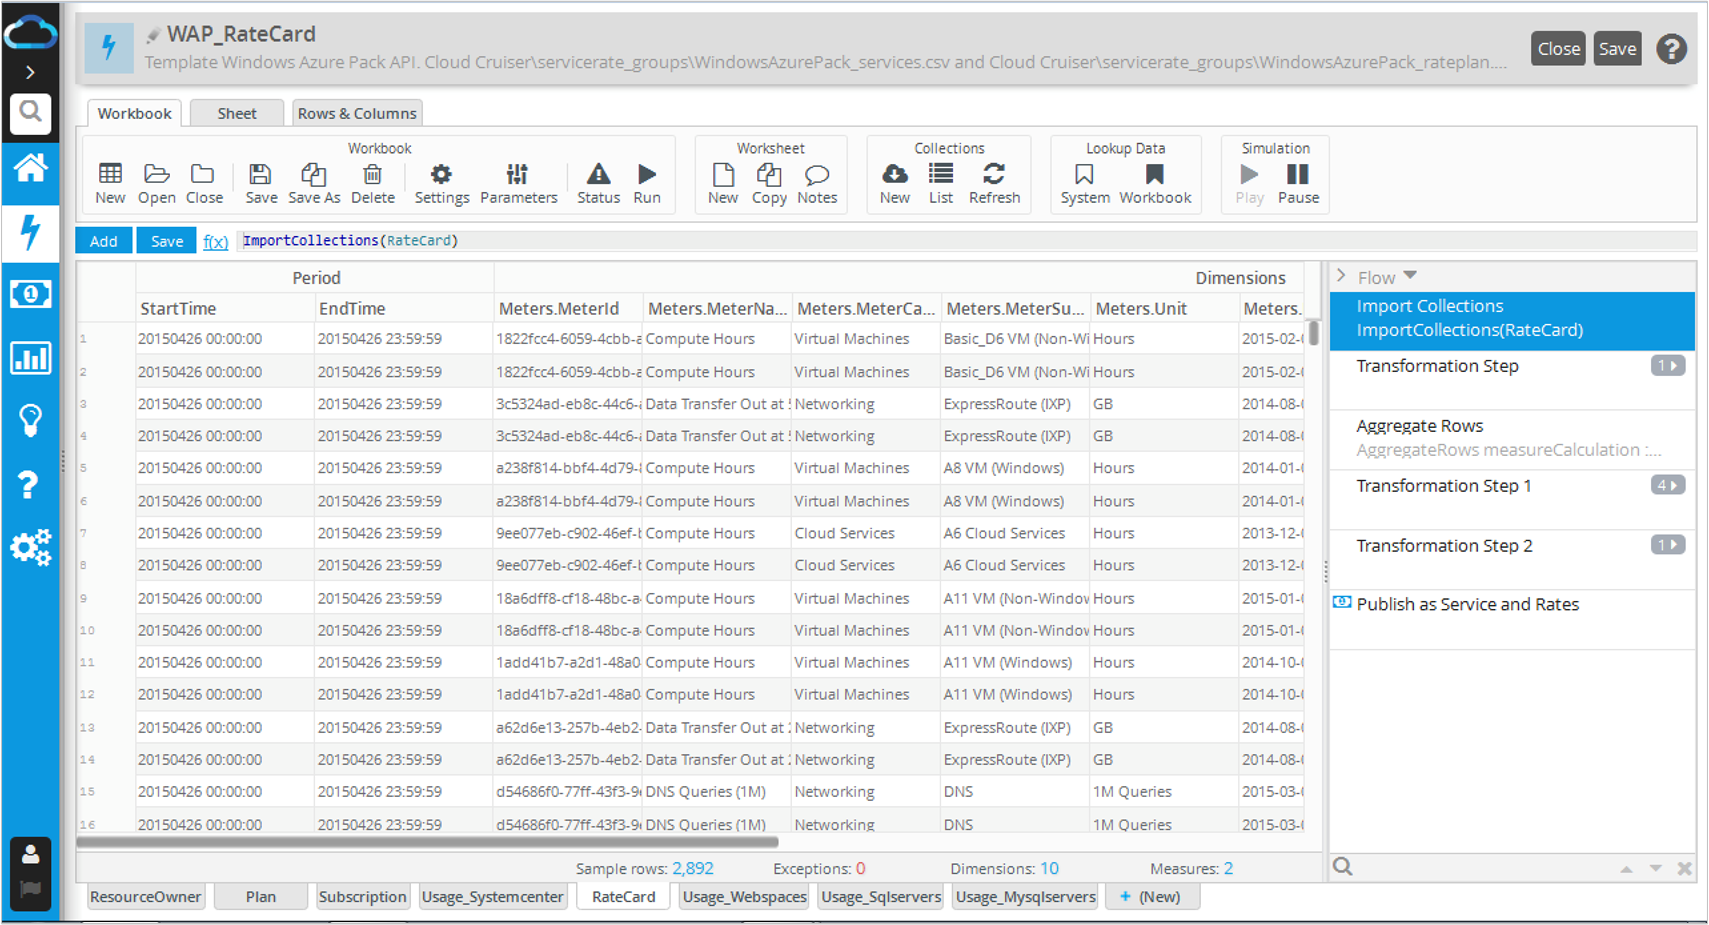 WAP_RateCard
Template Windows Azure Pack API. Cloud Cruiser\servicerate_groups\WindowsAzurePack_services.csv and Cloud Cruiser\servicerate_groups\WindowsAzurePack_rateplan....
Close Save ?
Workbook Sheet Rows & Columns
Workbook Worksheet Collections Lookup Data Simulation
New Open Close Save Save As Delete Settings Parameters Status Run New Copy Notes New List Refresh System Workbook Play Pause
Add Save f(x) ImportCollections(RateCard)
Period Dimensions
StartTime EndTime Meters.MeterId Meters.MeterNa... Meters.MeterCa... Meters.MeterSu... Meters.Unit Meters.
1 20150426 00:00:00 20150426 23:59:59 1822fcc4-6059-4cbb-a Compute Hours Virtual Machines Basic_D6 VM (Non-Wi Hours 2015-02-
2 20150426 00:00:00 20150426 23:59:59 1822fcc4-6059-4cbb-a Compute Hours Virtual Machines Basic_D6 VM (Non-Wi Hours 2015-02-
3 20150426 00:00:00 20150426 23:59:59 3c5324ad-eb8c-44c6- Data Transfer Out at Networking ExpressRoute (IXP) GB 2014-08-
4 20150426 00:00:00 20150426 23:59:59 3c5324ad-eb8c-44c6- Data Transfer Out at Networking ExpressRoute (IXP) GB 2014-08-
5 20150426 00:00:00 20150426 23:59:59 a238f814-bbf4-4d79- Compute Hours Virtual Machines A8 VM (Windows) Hours 2014-01-
6 20150426 00:00:00 20150426 23:59:59 a238f814-bbf4-4d79- Compute Hours Virtual Machines A8 VM (Windows) Hours 2014-01-
7 20150426 00:00:00 20150426 23:59:59 9ee077eb-c902-46ef- Compute Hours Cloud Services A6 Cloud Services Hours 2013-12-
8 20150426 00:00:00 20150426 23:59:59 9ee077eb-c902-46ef- Compute Hours Cloud Services A6 Cloud Services Hours 2013-12-
9 20150426 00:00:00 20150426 23:59:59 18a6dff8-cf18-48bc-a Compute Hours Virtual Machines A11 VM (Non-Window Hours 2015-01-
10 20150426 00:00:00 20150426 23:59:59 18a6dff8-cf18-48bc-a Compute Hours Virtual Machines A11 VM (Non-Window Hours 2015-01-
11 20150426 00:00:00 20150426 23:59:59 1add41b7-a2d1-48a0 Compute Hours Virtual Machines A11 VM (Windows) Hours 2014-10-
12 20150426 00:00:00 20150426 23:59:59 1add41b7-a2d1-48a0 Compute Hours Virtual Machines A11 VM (Windows) Hours 2014-10-
13 20150426 00:00:00 20150426 23:59:59 a62d6e13-257b-4eb2- Data Transfer Out at Networking ExpressRoute (IXP) GB 2014-08-
14 20150426 00:00:00 20150426 23:59:59 a62d6e13-257b-4eb2- Data Transfer Out at Networking ExpressRoute (IXP) GB 2014-08-
15 20150426 00:00:00 20150426 23:59:59 d54686f0-77ff-43f3-9 DNS Queries (1M) Networking DNS 1M Queries 2015-03-
16 20150426 00:00:00 20150426 23:59:59 d54686f0-77ff-43f3-9 DNS Queries (1M) Networking DNS 1M Queries 2015-03-
Sample rows: 2,892 Exceptions: 0 Dimensions: 10 Measures: 2
Flow
Import Collections
ImportCollections(RateCard)
Transformation Step 1
Aggregate Rows
AggregateRows measureCalculation :...
Transformation Step 1 4
Transformation Step 2 1
Publish as Service and Rates
ResourceOwner Plan Subscription Usage_Systemcenter RateCard Usage_Webspaces Usage_Sqlservers Usage_Mysqlservers + (New)